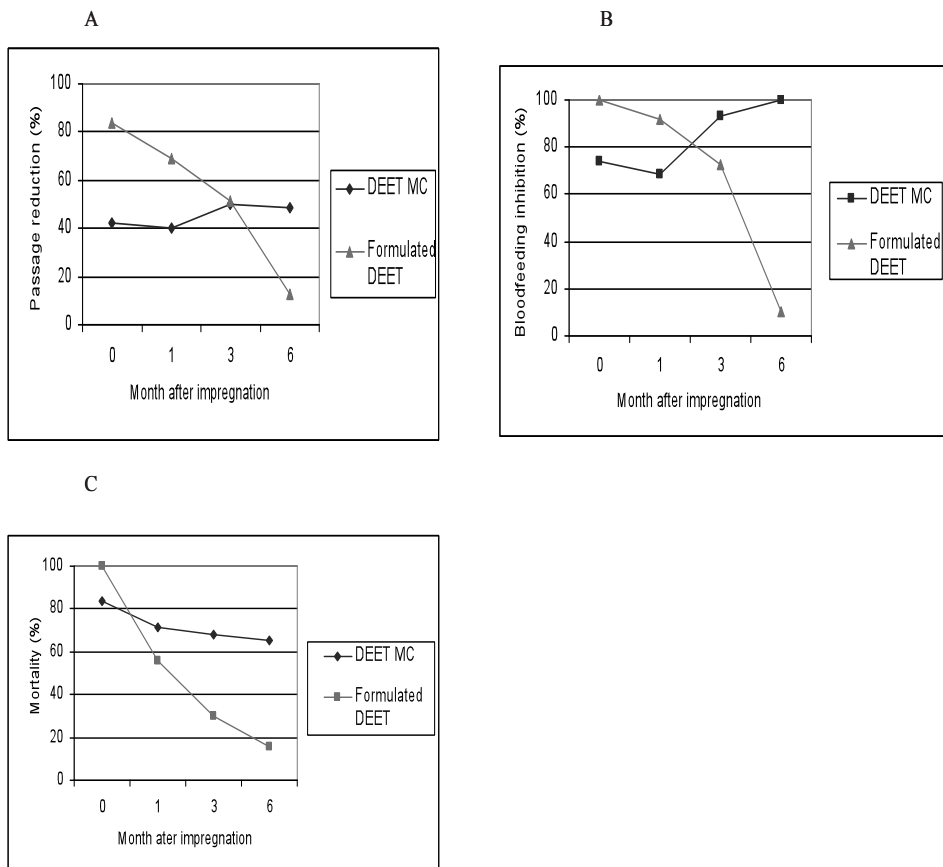 A
Passage reduction (%)
100
80
60
40
20
0
0 1 3 6
Month after impregnation
DEET MC
Formulated
DEET
B
Bloodfeeding inhibition (%)
100
80
60
40
20
0
0 1 3 6
Month after impregnation
DEET MC
Formulated
DEET
C
Mortality (%)
100
80
60
40
20
0
0 1 3 6
Month ater impregnation
DEET MC
Formulated
DEET